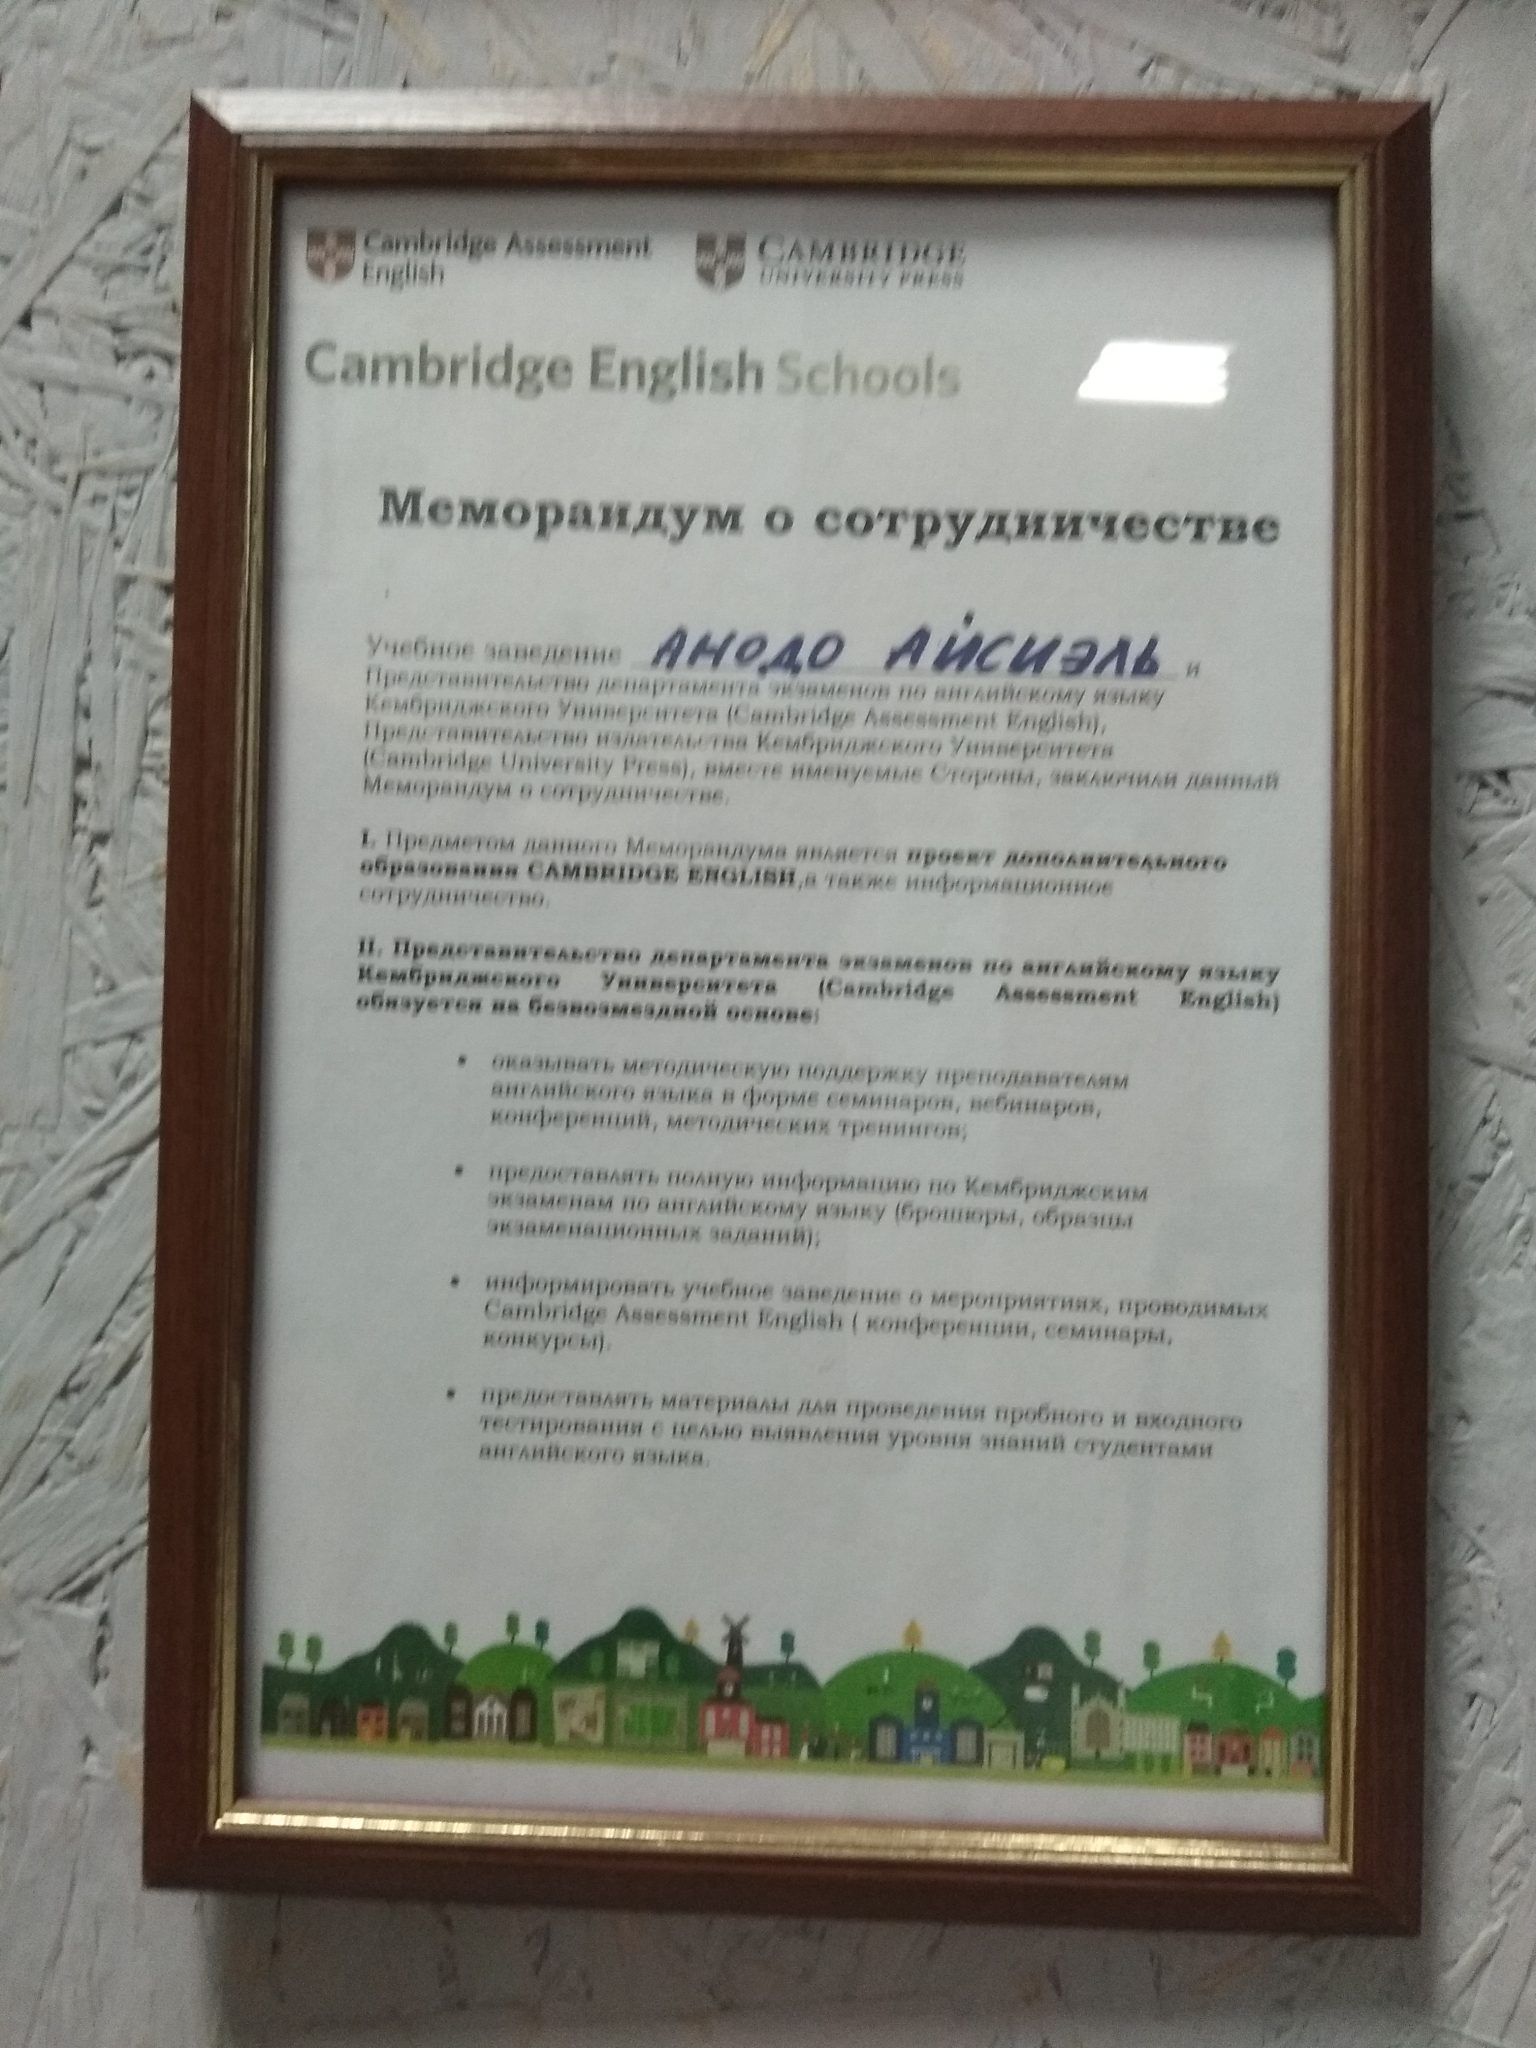 Cambridge Assessment
English
CAMBRIDGE
UNIVERSITY PRESS
Cambridge English Schools
Меморандум о сотрудничестве
Учебное заведение АНОДО АЙСИЭЛЬ и
Представительство департамента экзаменов по английскому языку
Кембриджского Университета (Cambridge Assessment English),
Представительство издательства Кембриджского Университета
(Cambridge University Press), вместе именуемые Стороны, заключили данный
Меморандум о сотрудничестве.
I. Предметом данного Меморандума является проект дополнительного
образования CAMBRIDGE ENGLISH,а также информационное
сотрудничество.
II. Представительство департамента экзаменов по английскому языку
Кембриджского Университета (Cambridge Assessment English)
обязуется на безвозмездной основе:
• оказывать методическую поддержку преподавателям
английского языка в форме семинаров, вебинаров,
конференций, методических тренингов;
• предоставлять полную информацию по Кембриджским
экзаменам по английскому языку (брошюры, образцы
экзаменационных заданий);
• информировать учебное заведение о мероприятиях, проводимых
Cambridge Assessment English ( конференции, семинары,
конкурсы).
• предоставлять материалы для проведения пробного и входного
тестирования с целью выявления уровня знаний студентами
английского языка.